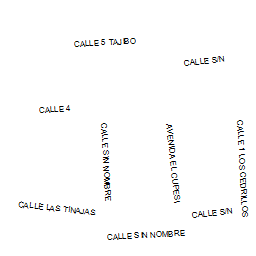 CALLE 5 TAJIBO
CALLE S/N
CALLE 4
CALLE SIN NOMBRE
AVENIDA EL CUPESI
CALLE 1 LOS CEDRILLOS
CALLE LAS TINAJAS
CALLE S/N
CALLE SIN NOMBRE